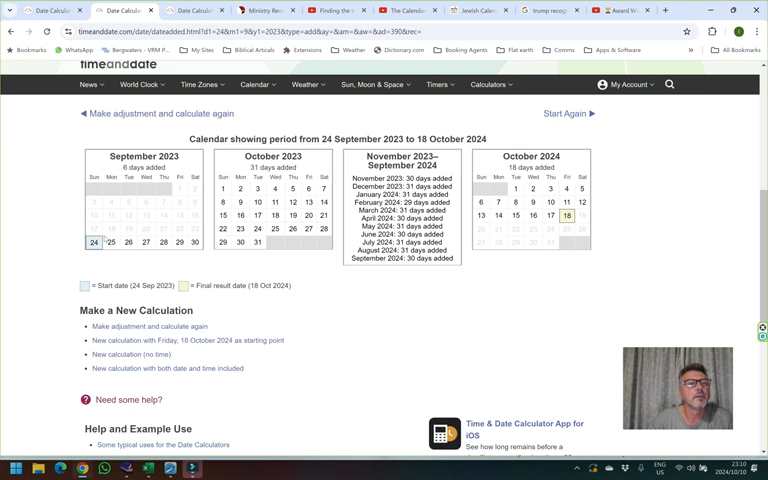 Date Calcula
Date Calcula
Date Calcula
Ministry Rev
Finding the t
The Calenda
Jewish Calen
trump recog
Award W
timeanddate.com/date/dateadded.html?d1=24&m1=9&y1=2023&type=add&ay=&am=&aw=&ad=390&rec=
Bookmarks
WhatsApp
Bergwaters - VRM P...
My Sites
Biblical Articals
Establishments
Weather
Dictionary.com
Booking Agents
Flat earth
Comms
Apps & Software
All Bookmarks
timeanddate
News
World Clock
Time Zones
Calendar
Weather
Sun, Moon & Space
Timers
Calculators
My Account
Make adjustment and calculate again
Start Again
Calendar showing period from 24 September 2023 to 18 October 2024
September 2023
6 days added
Sun Mon Tue Wed Thu Fri Sat
1 2
3 4 5 6 7 8 9
10 11 12 13 14 15 16
17 18 19 20 21 22 23
24 25 26 27 28 29 30
October 2023
31 days added
Sun Mon Tue Wed Thu Fri Sat
1 2 3 4 5 6 7
8 9 10 11 12 13 14
15 16 17 18 19 20 21
22 23 24 25 26 27 28
29 30 31
November 2023–
September 2024
November 2023: 30 days added
December 2023: 31 days added
January 2024: 31 days added
February 2024: 29 days added
March 2024: 31 days added
April 2024: 30 days added
May 2024: 31 days added
June 2024: 30 days added
July 2024: 31 days added
August 2024: 31 days added
September 2024: 30 days added
October 2024
18 days added
Sun Mon Tue Wed Thu Fri Sat
1 2 3 4 5
6 7 8 9 10 11 12
13 14 15 16 17 18 19
20 21 22 23 24 25 26
27 28 29 30 31
= Start date (24 Sep 2023)
= Final result date (18 Oct 2024)
Make a New Calculation
Make adjustment and calculate again
New calculation with Friday, 18 October 2024 as starting point
New calculation (no time)
New calculation with both date and time included
Need some help?
Help and Example Use
Some typical uses for the Date Calculators
Time & Date Calculator App for
iOS
See how long remains before a
ENG
US
23:10
2024/10/10